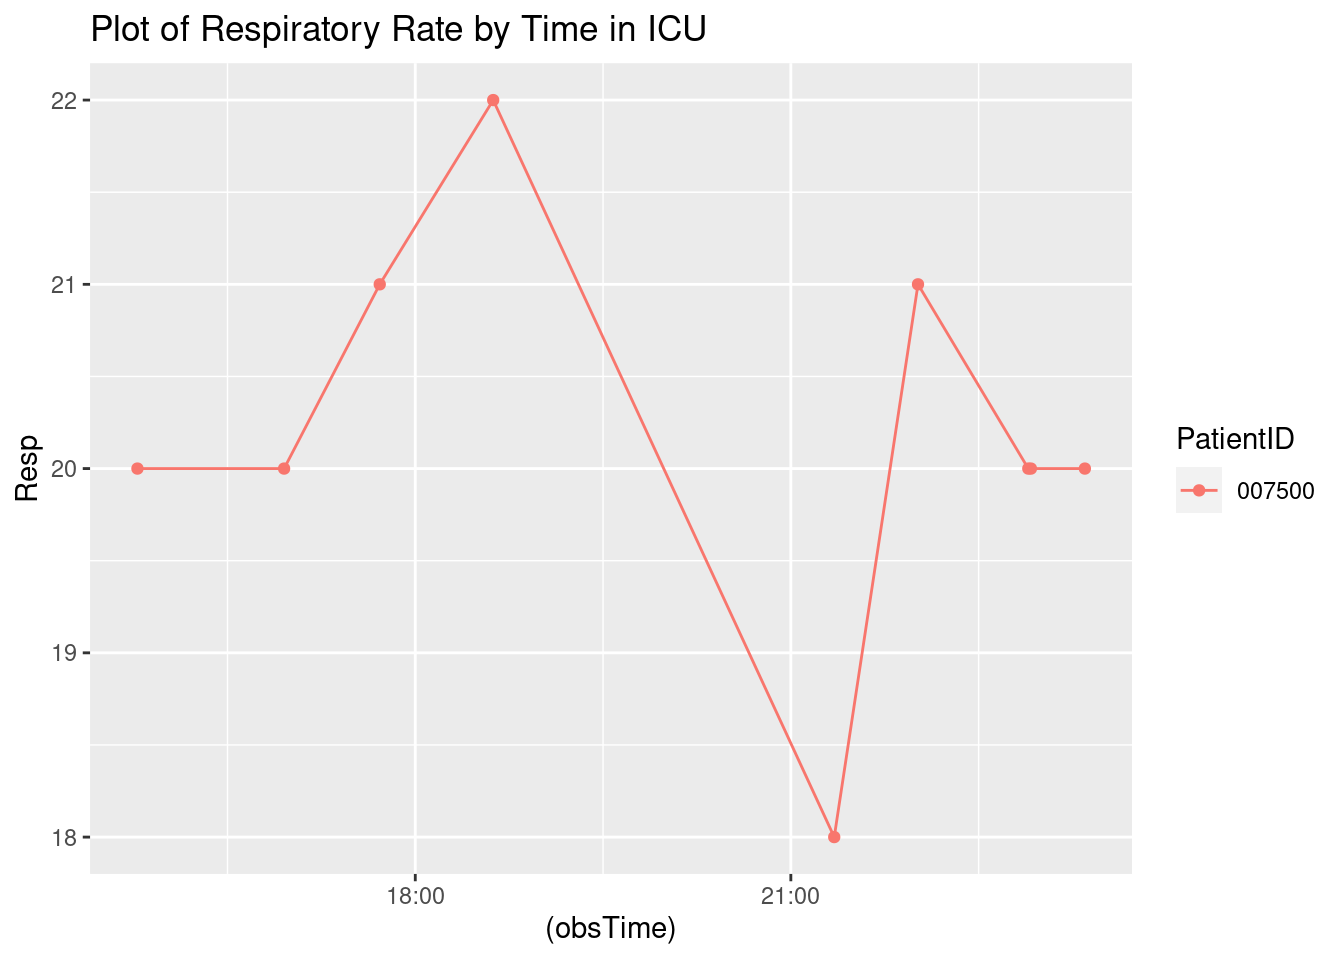 Plot of Respiratory Rate by Time in ICU
22
21
20
19
18
Resp
18:00
21:00
(obsTime)
PatientID
007500